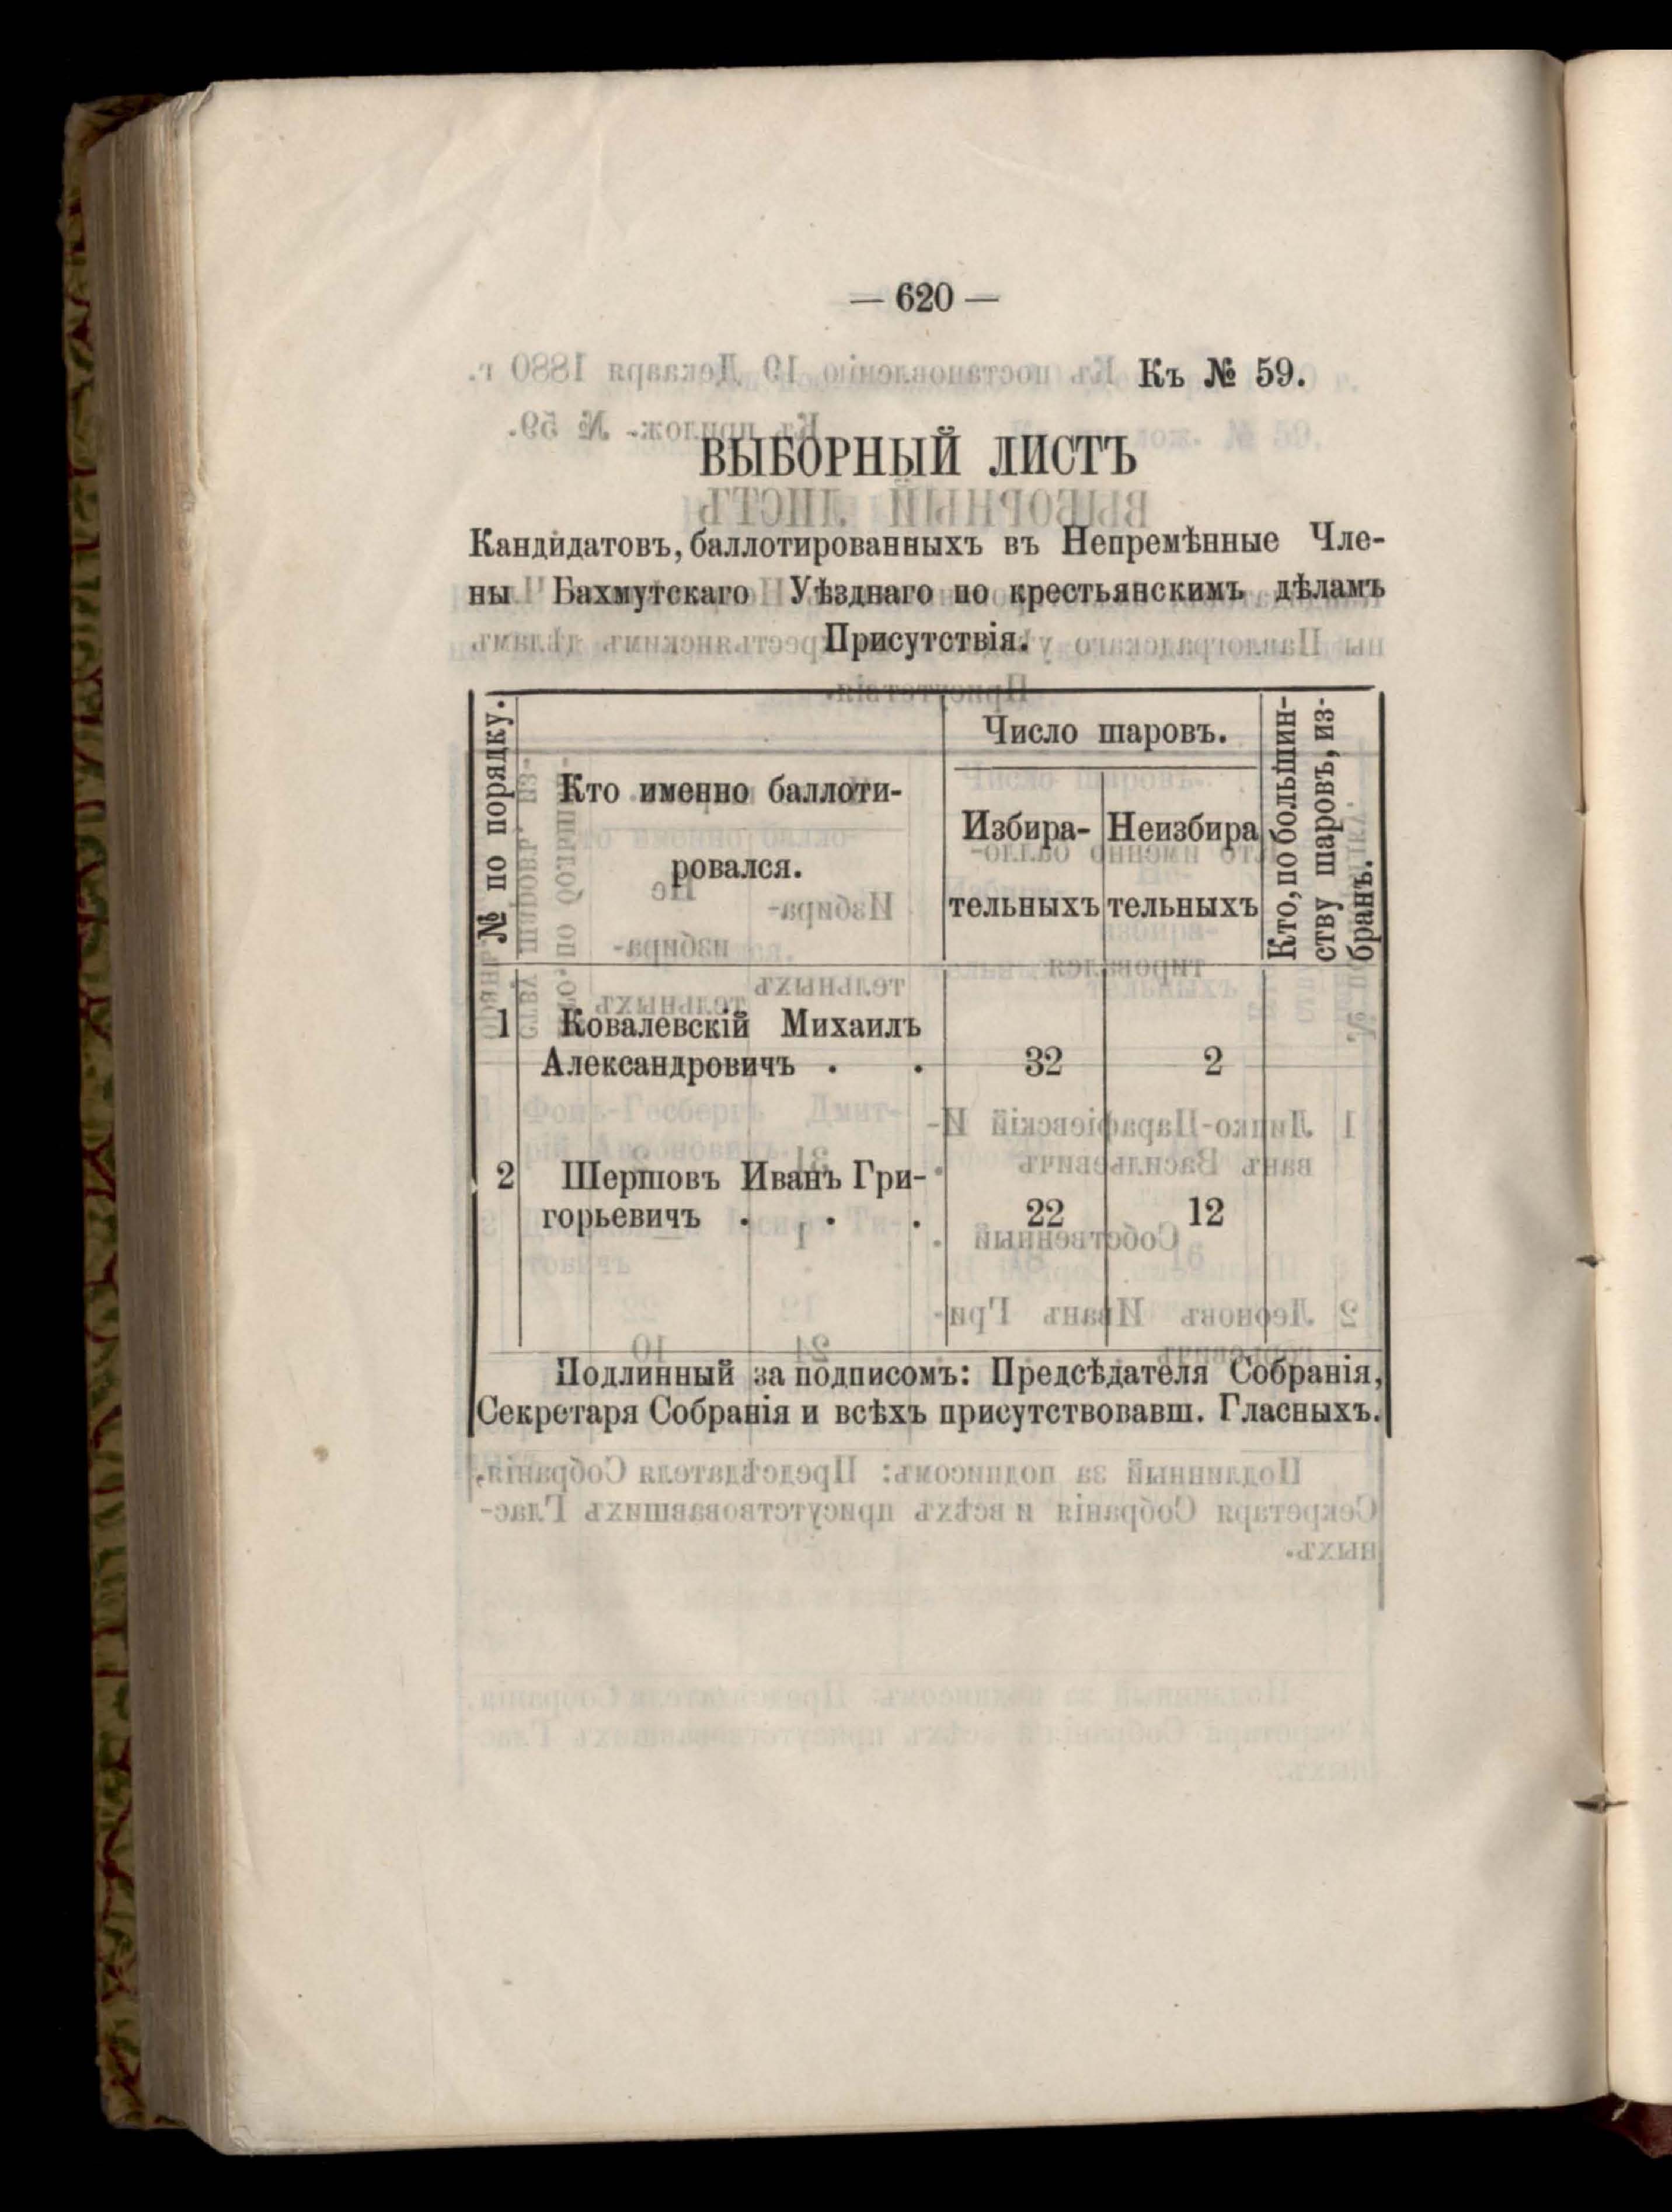 — 620 —
Къ № 59.
ВЫБОРНЫЙ ЛИСТЪ
Кандидатовъ, баллотированныхъ въ Непремѣнные Чле-
ны Бахмутскаго Уѣзднаго по крестьянскимъ дѣламъ
Присутствія.
№ по порядку.
Кто именно баллоти-
ровался.
Число шаровъ.
Избира-
тельныхъ
Неизбира
тельныхъ
Кто, по большин-
ству шаровъ, из-
бранъ.
1 Ковалевскій Михаилъ
Александровичъ . . 32 2
2 Шершовъ Иванъ Гри-
горьевичъ . . . 22 12
Подлинный за подписомъ: Предсѣдателя Собранія,
Секретаря Собранія и всѣхъ присутствовавш. Гласныхъ.